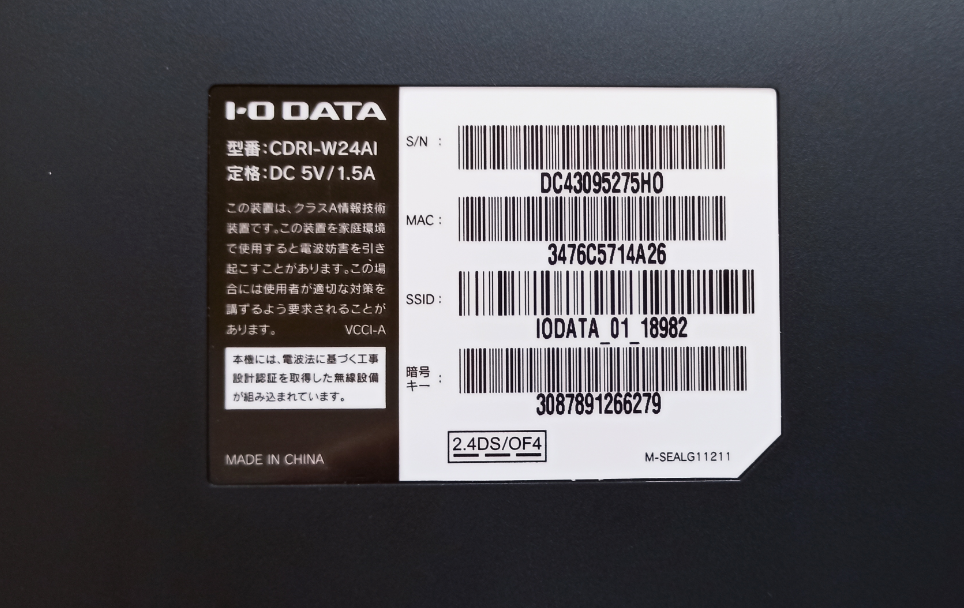 I-O DATA
型番:CDRI-W24AI
定格:DC 5V/1.5A
この装置は、クラスA情報技術
装置です。この装置を家庭環境
で使用すると電波妨害を引き
起こすことがあります。この場
合には使用者が適切な対策を
講ずるよう要求されることが
あります。 VCCI-A
本機には、電波法に基づく工事
設計認証を取得した無線設備
が組み込まれています。
MADE IN CHINA
S/N :
DC43095275HO
MAC :
3476C5714A26
SSID :
IODATA_01_18982
暗号
キー :
3087891266279
2.4DS/OF4
M-SEALG11211